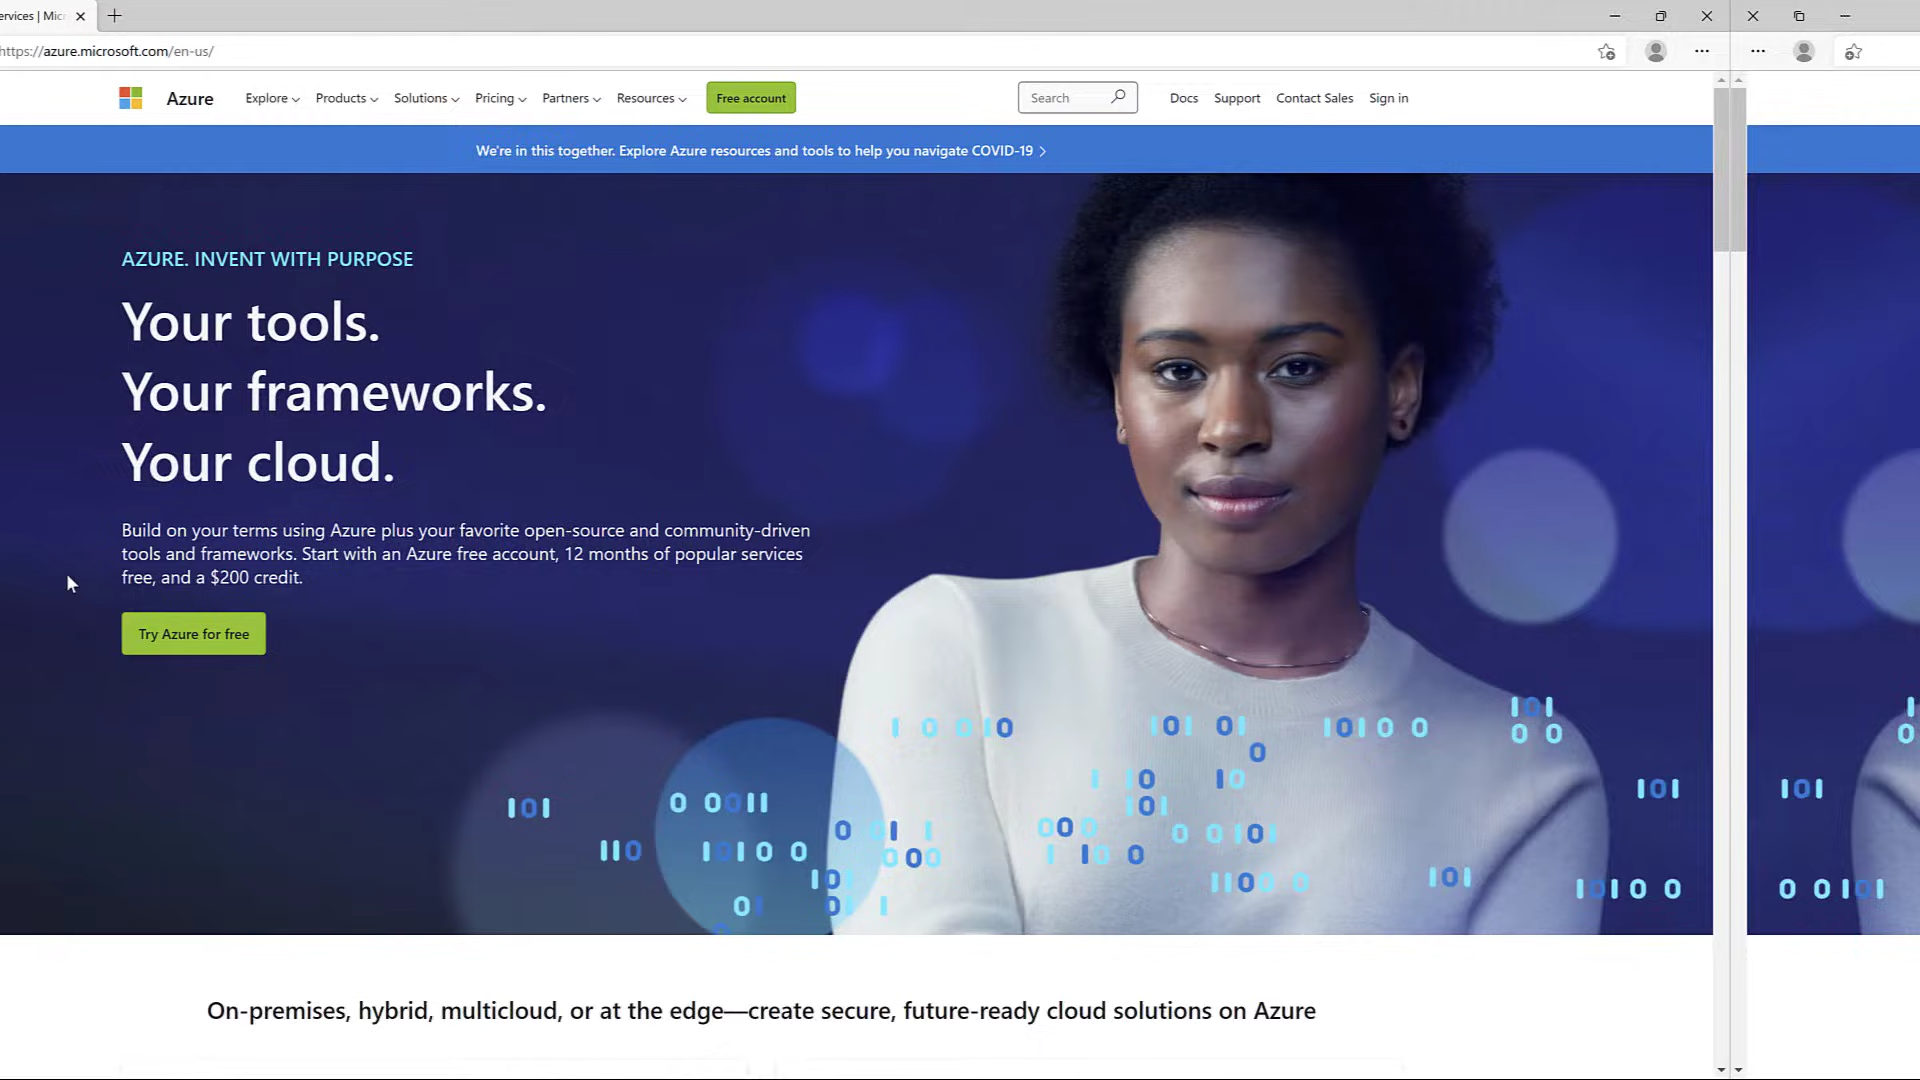 ervices | Mic
https://azure.microsoft.com/en-us/
Azure
Explore
Products
Solutions
Pricing
Partners
Resources
Free account
Search
Docs
Support
Contact Sales
Sign in
We're in this together. Explore Azure resources and tools to help you navigate COVID-19
AZURE. INVENT WITH PURPOSE
Your tools.
Your frameworks.
Your cloud.
Build on your terms using Azure plus your favorite open-source and community-driven
tools and frameworks. Start with an Azure free account, 12 months of popular services
free, and a $200 credit.
Try Azure for free
On-premises, hybrid, multicloud, or at the edge—create secure, future-ready cloud solutions on Azure